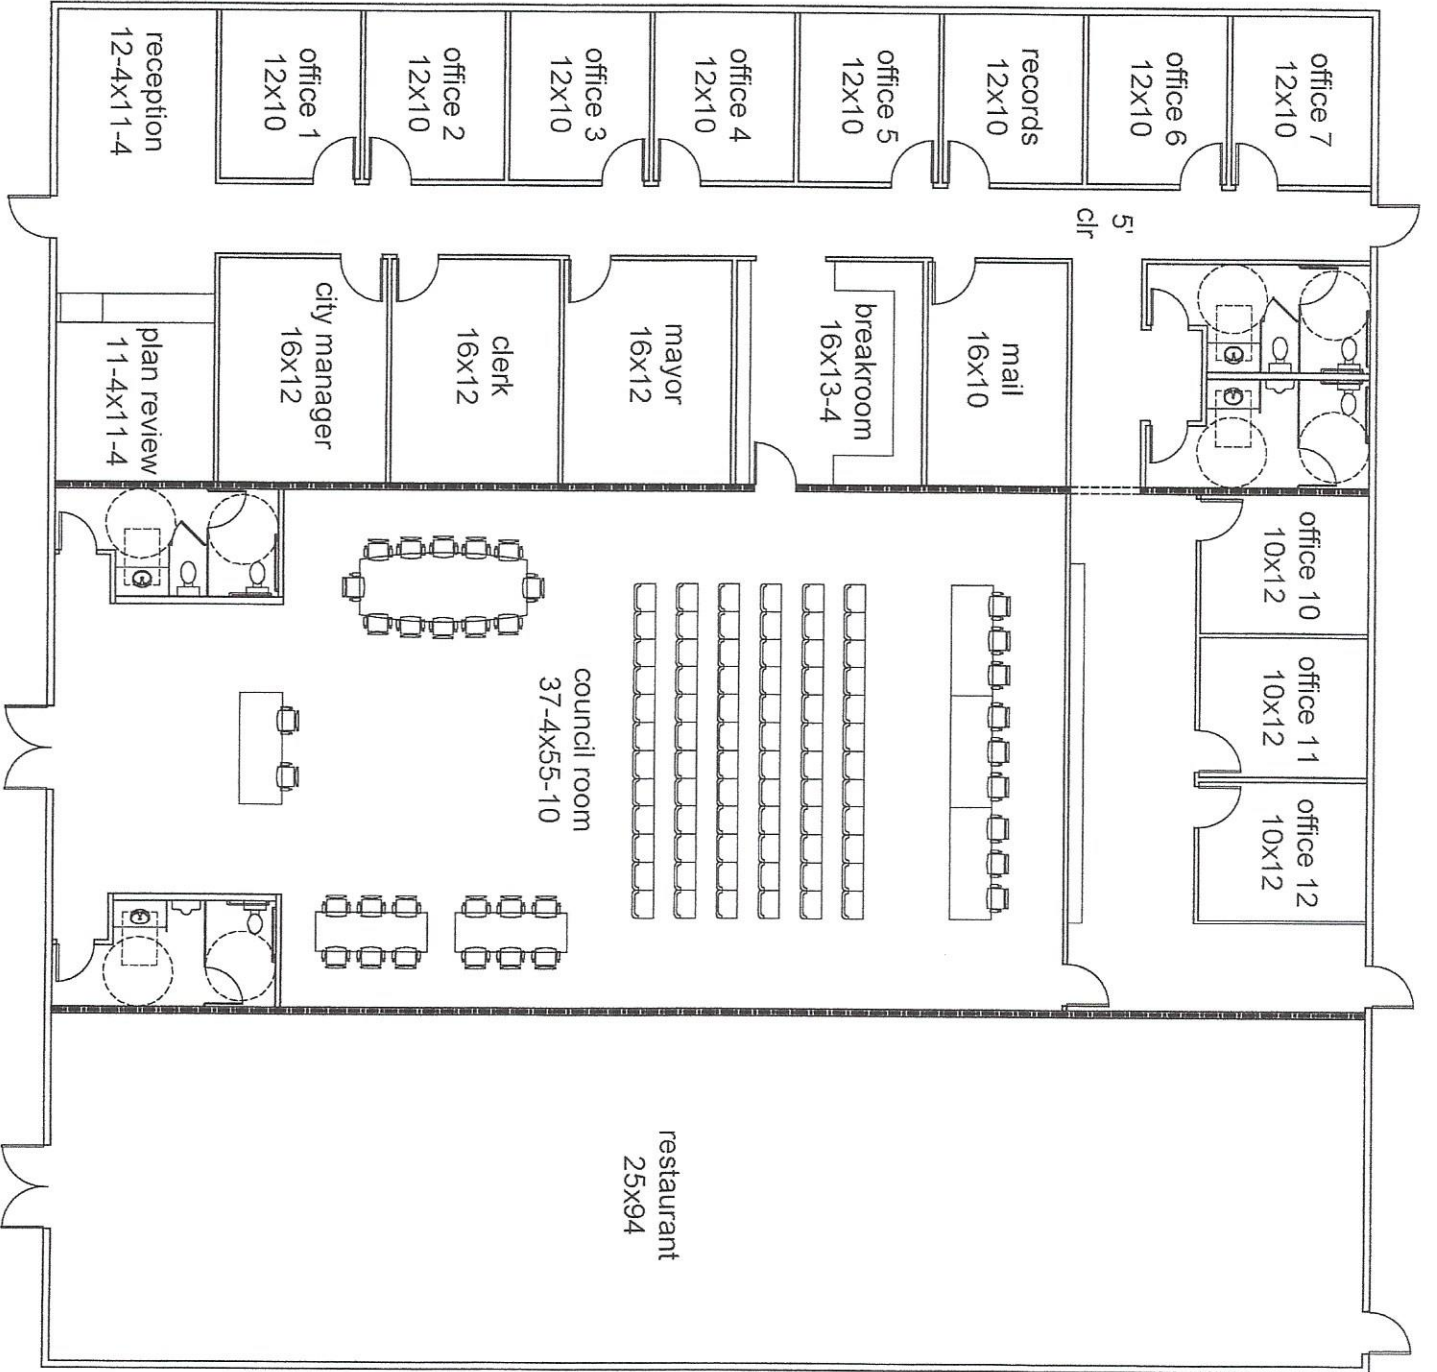 reception
12-4x11-4
office 1
12x10
office 2
12x10
office 3
12x10
office 4
12x10
office 5
12x10
records
12x10
office 6
12x10
office 7
12x10
5'
clr
plan review
11-4x11-4
city manager
16x12
clerk
16x12
mayor
16x12
breakroom
16x13-4
mail
16x10
office 10
10x12
office 11
10x12
office 12
10x12
council room
37-4x55-10
restaurant
25x94